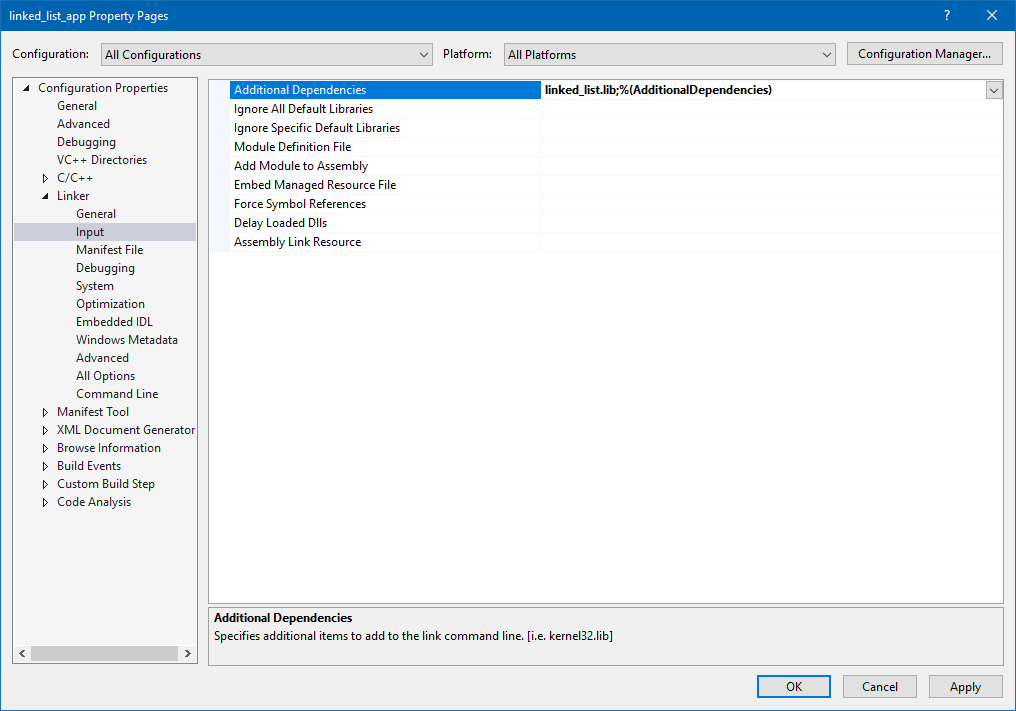 linked_list_app Property Pages
?
Configuration: All Configurations Platform: All Platforms Configuration Manager...
Configuration Properties
General
Advanced
Debugging
VC++ Directories
C/C++
Linker
General
Input
Manifest File
Debugging
System
Optimization
Embedded IDL
Windows Metadata
Advanced
All Options
Command Line
Manifest Tool
XML Document Generator
Browse Information
Build Events
Custom Build Step
Code Analysis
Additional Dependencies linked_list.lib;%(AdditionalDependencies)
Ignore All Default Libraries
Ignore Specific Default Libraries
Module Definition File
Add Module to Assembly
Embed Managed Resource File
Force Symbol References
Delay Loaded Dlls
Assembly Link Resource
Additional Dependencies
Specifies additional items to add to the link command line. [i.e. kernel32.lib]
OK Cancel Apply